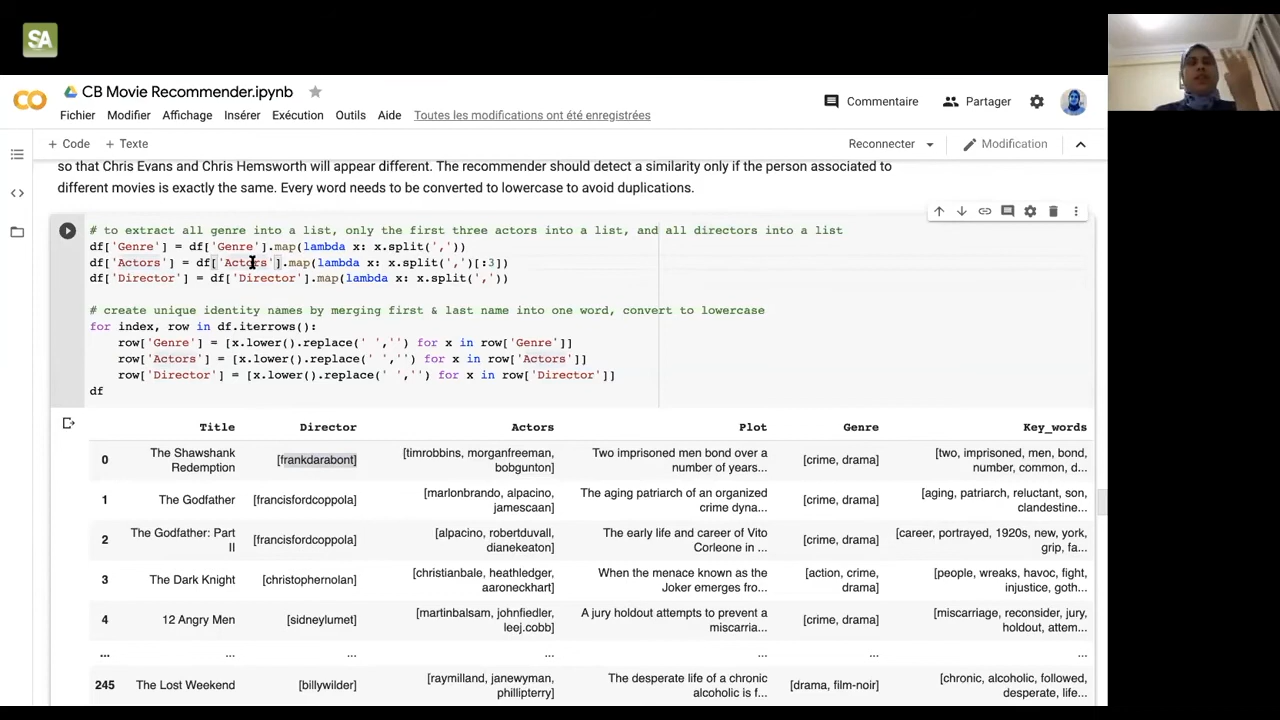 SA
CB Movie Recommender.ipynb
Fichier Modifier Affichage Insérer Exécution Outils Aide Toutes les modifications ont été enregistrées
Commentaire Partager
+ Code + Texte
Reconnecter Modification
so that Chris Evans and Chris Hemsworth will appear different. The recommender should detect a similarity only if the person associated to
different movies is exactly the same. Every word needs to be converted to lowercase to avoid duplications.
# to extract all genre into a list, only the first three actors into a list, and all directors into a list
df['Genre'] = df['Genre'].map(lambda x: x.split(','))
df['Actors'] = df['Actors'].map(lambda x: x.split(',')[:3])
df['Director'] = df['Director'].map(lambda x: x.split(','))
# create unique identity names by merging first & last name into one word, convert to lowercase
for index, row in df.iterrows():
row['Genre'] = [x.lower().replace(' ','') for x in row['Genre']]
row['Actors'] = [x.lower().replace(' ','') for x in row['Actors']]
row['Director'] = [x.lower().replace(' ','') for x in row['Director']]
df
Title Director Actors Plot Genre Key_words
0 The Shawshank Redemption [frankdarabont] [timrobbins, morganfreeman, bobgunton] Two imprisoned men bond over a number of years... [crime, drama] [two, imprisoned, men, bond, number, common, d...
1 The Godfather [francisfordcoppola] [marlonbrando, alpacino, jamescaan] The aging patriarch of an organized crime dyna... [crime, drama] [aging, patriarch, reluctant, son, clandestine...
2 The Godfather: Part II [francisfordcoppola] [alpacino, robertduvall, dianekeaton] The early life and career of Vito Corleone in ... [crime, drama] [career, portrayed, 1920s, new, york, grip, fa...
3 The Dark Knight [christophernolan] [christianbale, heathledger, aaroneckhart] When the menace known as the Joker emerges fro... [action, crime, drama] [people, wreaks, havoc, fight, injustice, goth...
4 12 Angry Men [sidneylumet] [martinbalsam, johnfiedler, leej.cobb] A jury holdout attempts to prevent a miscarria... [crime, drama] [miscarriage, reconsider, jury, holdout, attem...
... ... ... ... ... ... ...
245 The Lost Weekend [billywilder] [raymilland, janewyman, phillipterry] The desperate life of a chronic alcoholic is f... [drama, film-noir] [chronic, alcoholic, followed, desperate, life...